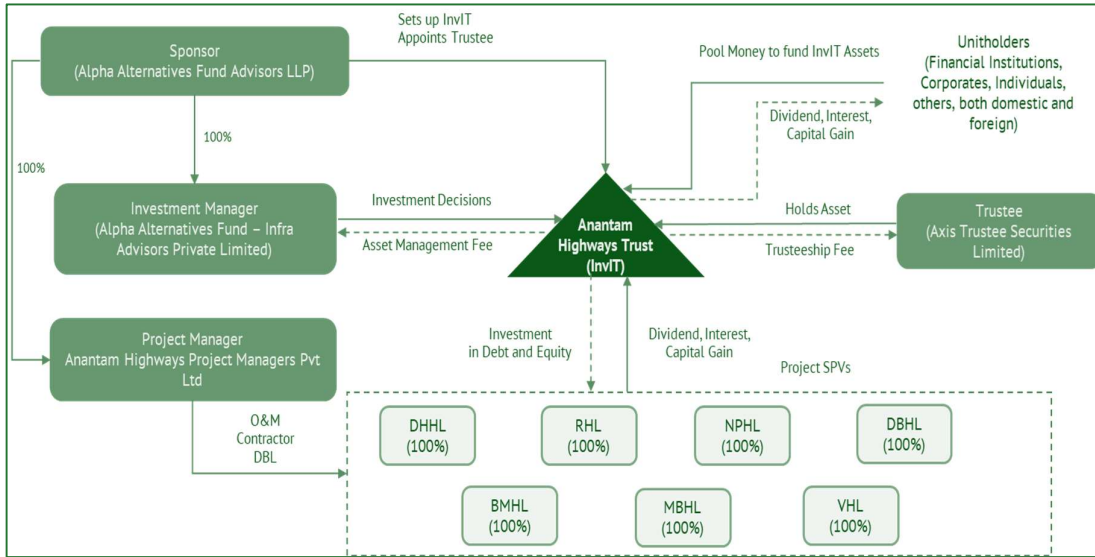 Sets up InvIT
Appoints Trustee
Sponsor
(Alpha Alternatives Fund Advisors LLP)
Pool Money to fund InvIT Assets
Unitholders
(Financial Institutions,
Corporates, Individuals,
others, both domestic and
foreign)
Dividend, Interest,
Capital Gain
100%
100%
Investment Manager
(Alpha Alternatives Fund – Infra
Advisors Private Limited)
Investment Decisions
Asset Management Fee
Anantam
Highways Trust
(InvIT)
Holds Asset
Trusteeship Fee
Trustee
(Axis Trustee Securities
Limited)
Project Manager
Anantam Highways Project Managers Pvt
Ltd
Investment
in Debt and Equity
Dividend, Interest,
Capital Gain
Project SPVs
O&M
Contractor
DBL
DHHL
(100%)
RHL
(100%)
NPHL
(100%)
DBHL
(100%)
BMHL
(100%)
MBHL
(100%)
VHL
(100%)